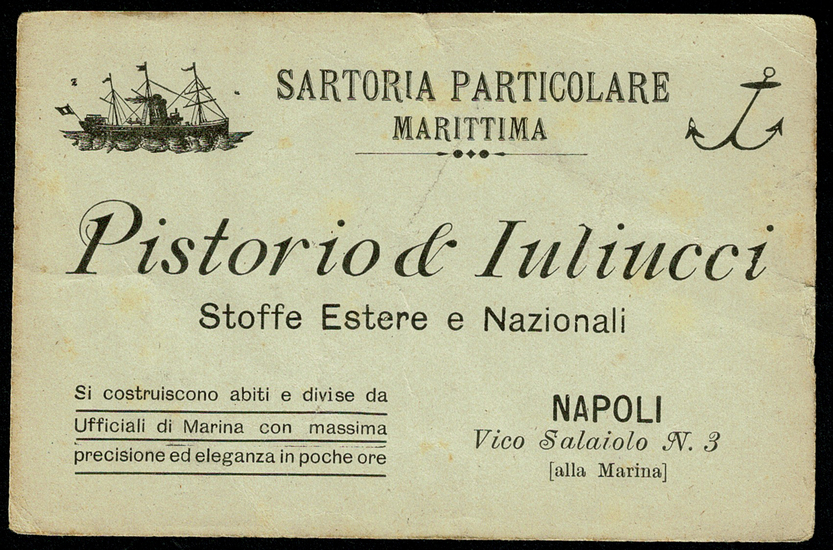 SARTORIA PARTICOLARE
MARITTIMA
Pistorio & Iuliucci
Stoffe Estere e Nazionali
Si costruiscono abiti e divise da
Ufficiali di Marina con massima
precisione ed eleganza in poche ore
NAPOLI
Vico Salaiolo N. 3
[alla Marina]